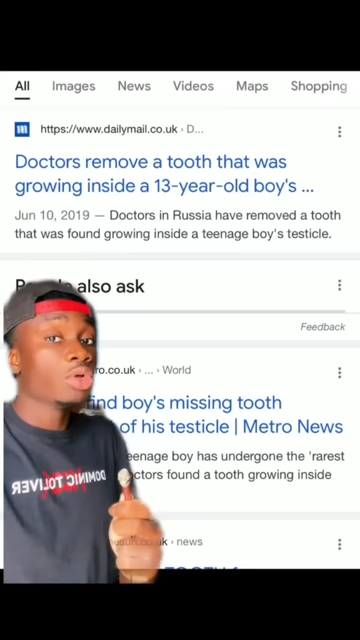 All Images News Videos Maps Shopping
https://www.dailymail.co.uk › D...
Doctors remove a tooth that was
growing inside a 13-year-old boy's ...
Jun 10, 2019 — Doctors in Russia have removed a tooth
that was found growing inside a teenage boy's testicle.
also ask
Feedback
ro.co.uk › ... › World
find boy's missing tooth
of his testicle | Metro News
teenage boy has undergone the 'rarest
doctors found a tooth growing inside
DOMINIC TOLIVER
› news